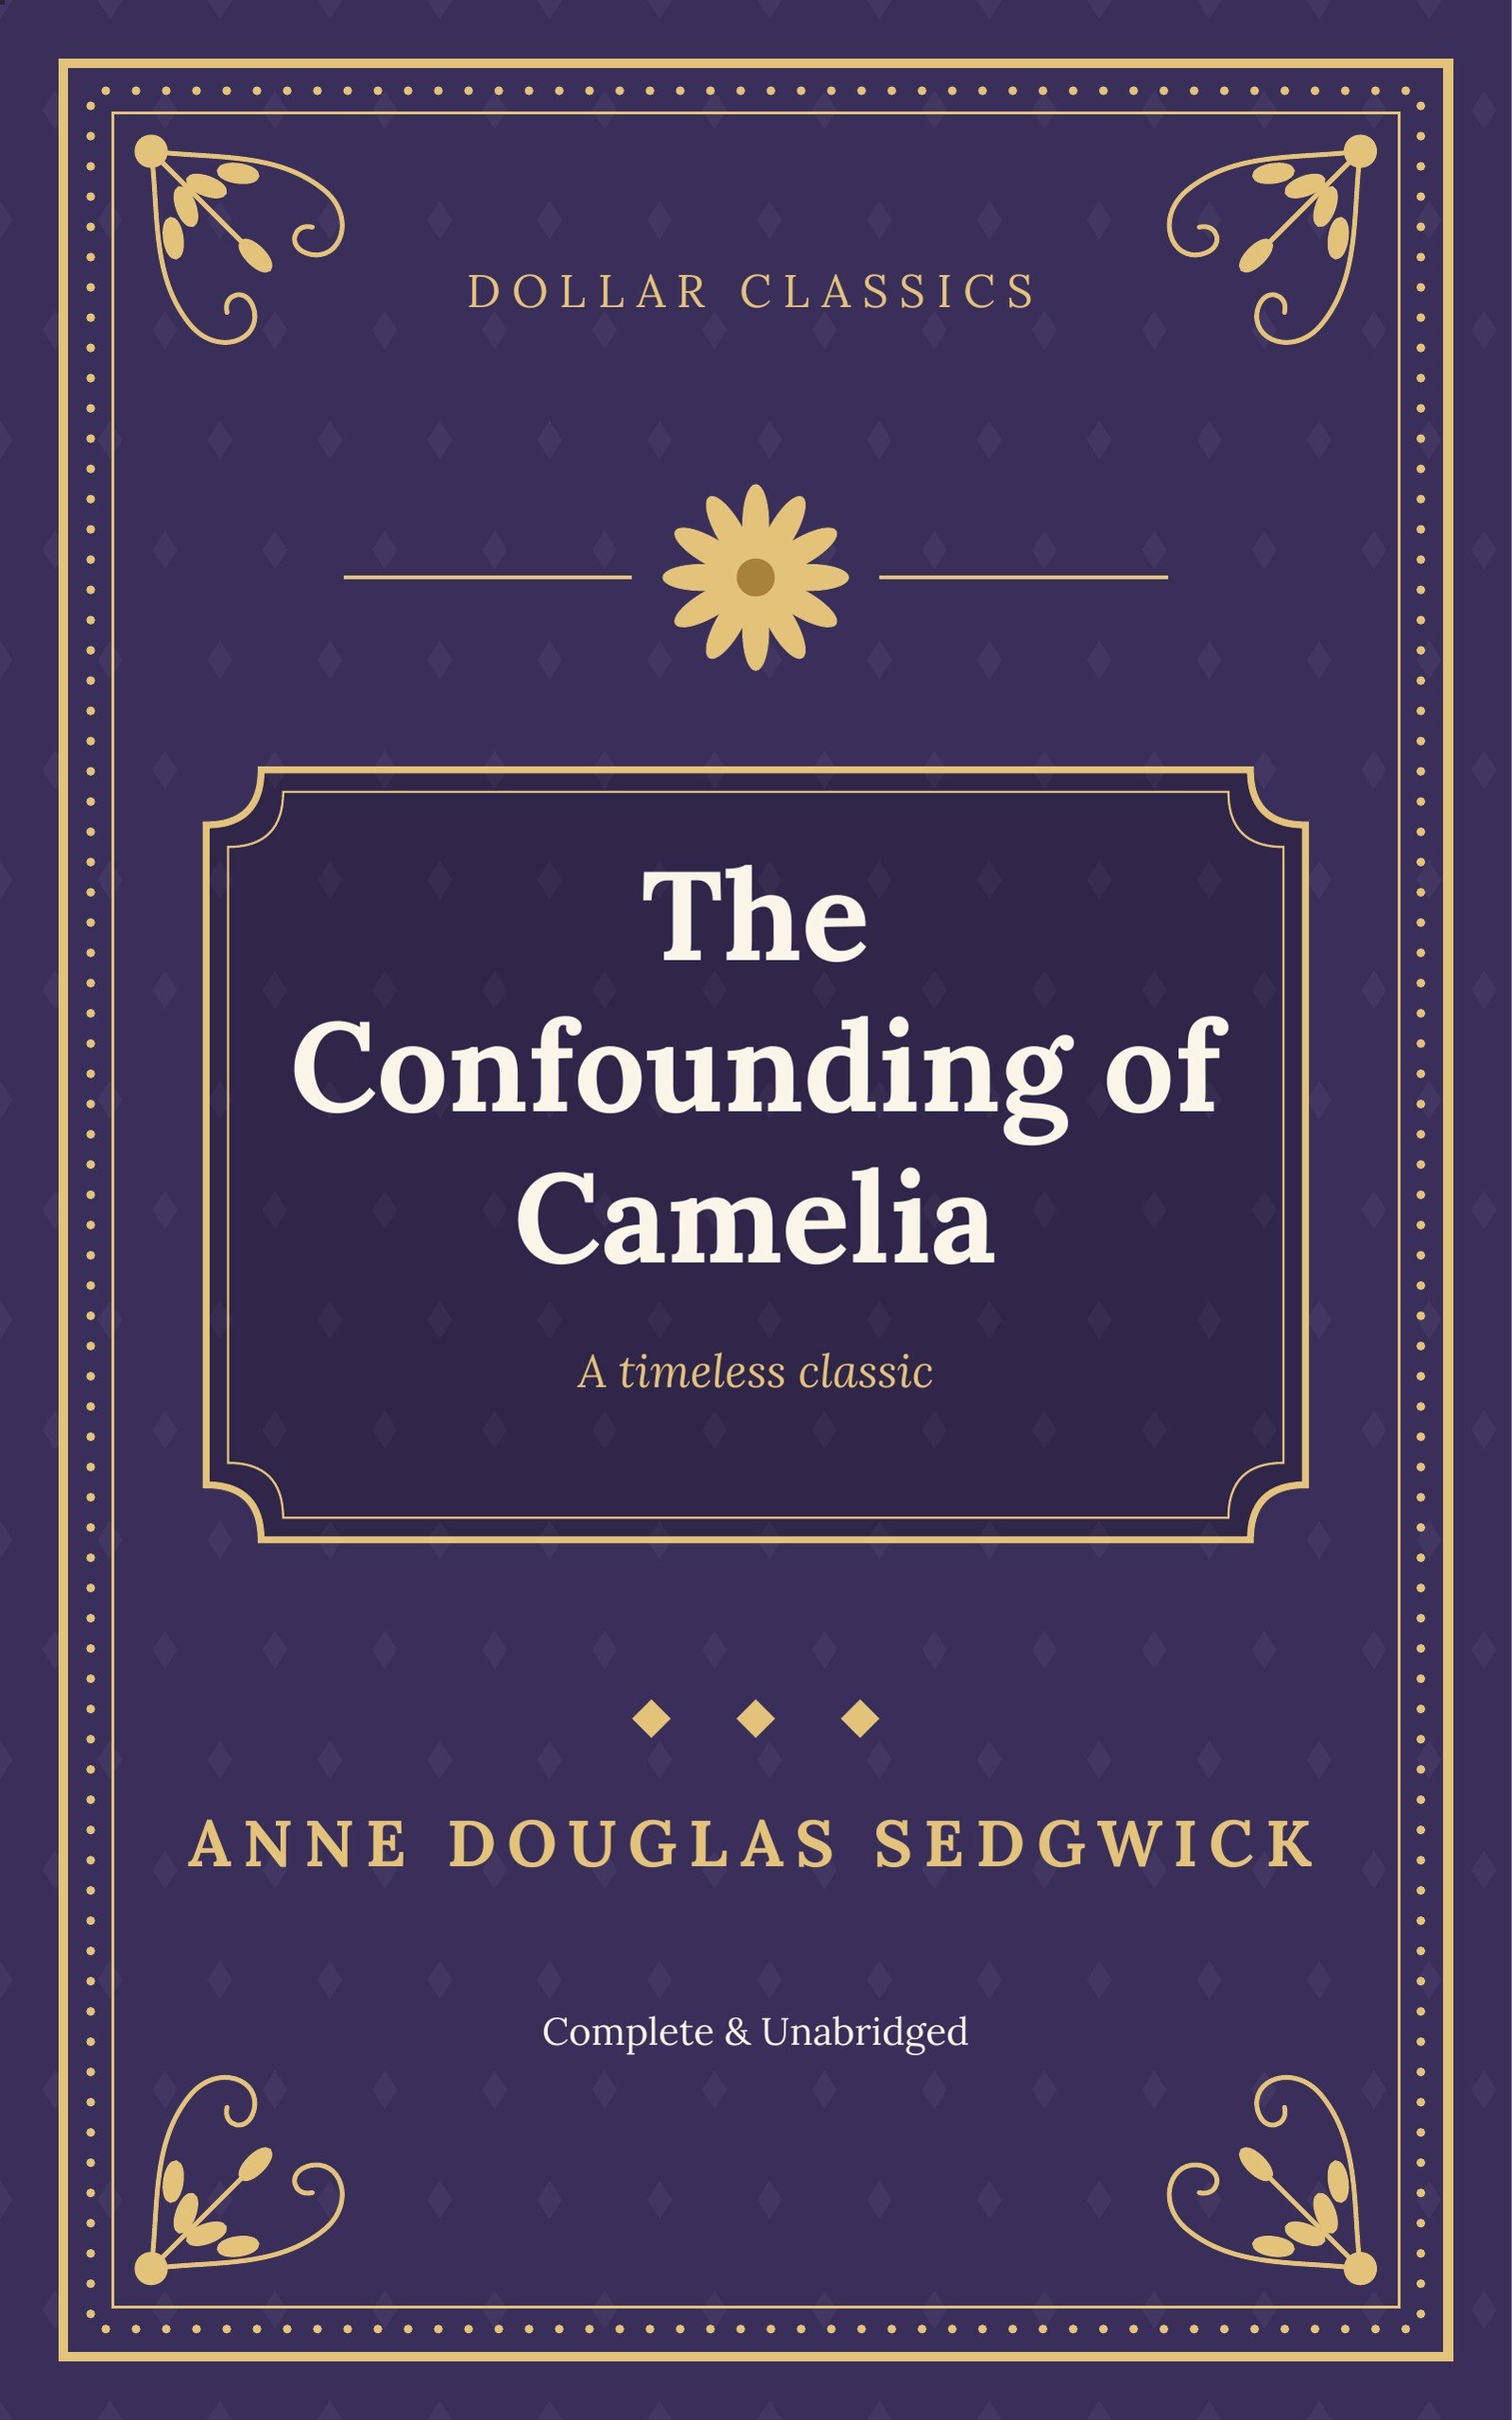 DOLLAR CLASSICS
The
Confounding of
Camelia
A timeless classic
ANNE DOUGLAS SEDGWICK
Complete & Unabridged